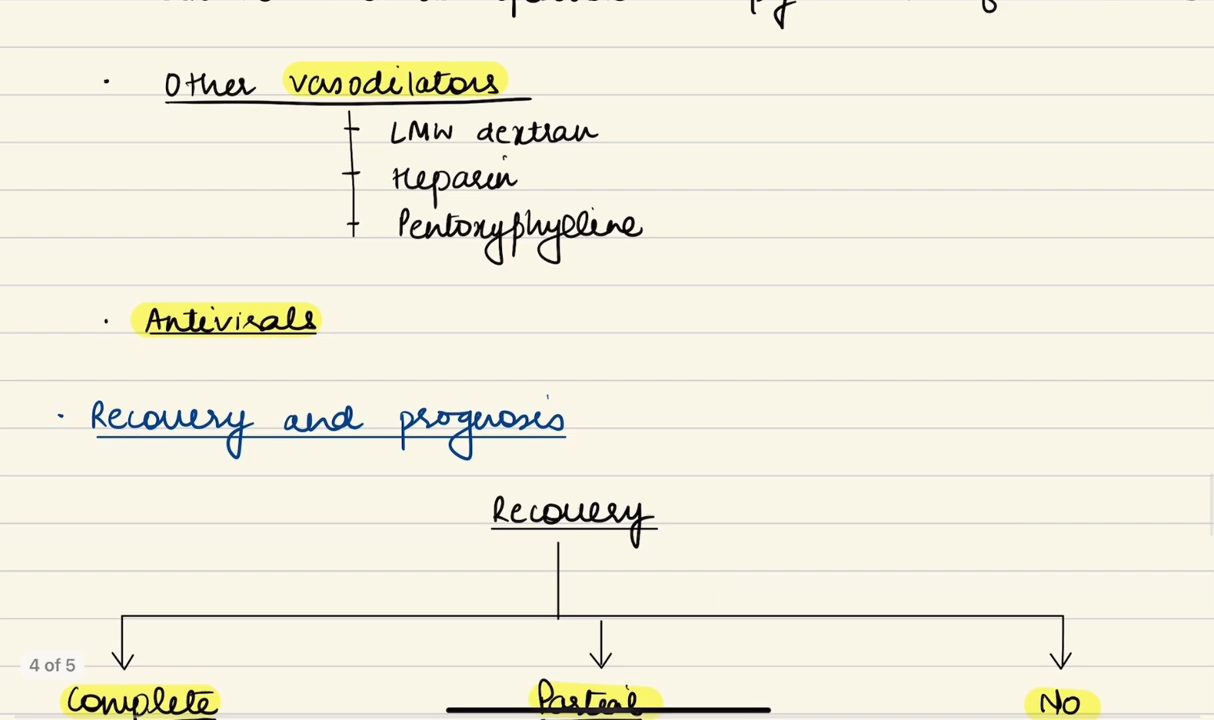 · Other vasodilators
LMW dextran
Heparin
Pentoxyphylline
· Antivirals
· Recovery and prognosis
Recovery
4 of 5
Complete Partial No